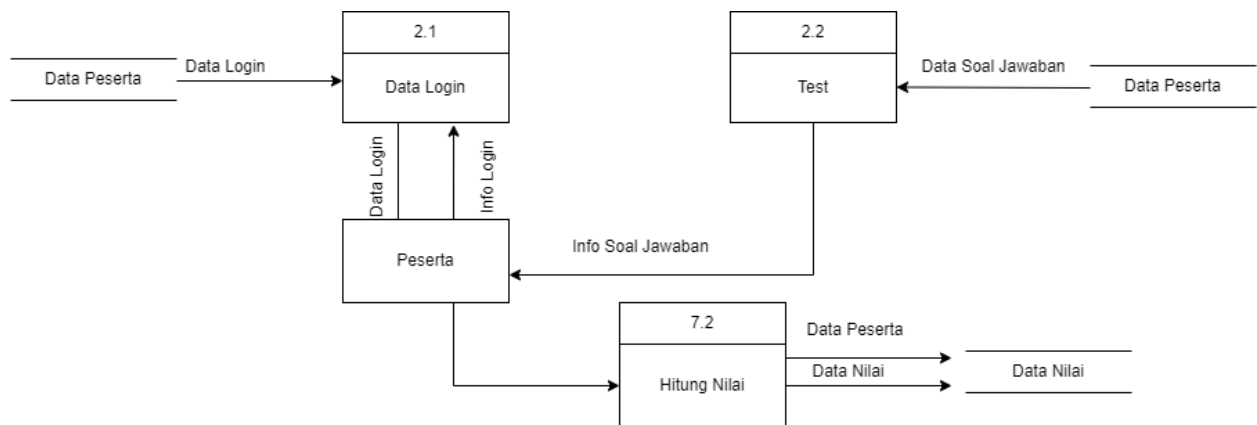 2.1
2.2
Data Peserta
Data Login
Data Login
Test
Data Soal Jawaban
Data Peserta
Data Login
Info Login
Peserta
Info Soal Jawaban
7.2
Hitung Nilai
Data Peserta
Data Nilai
Data Nilai